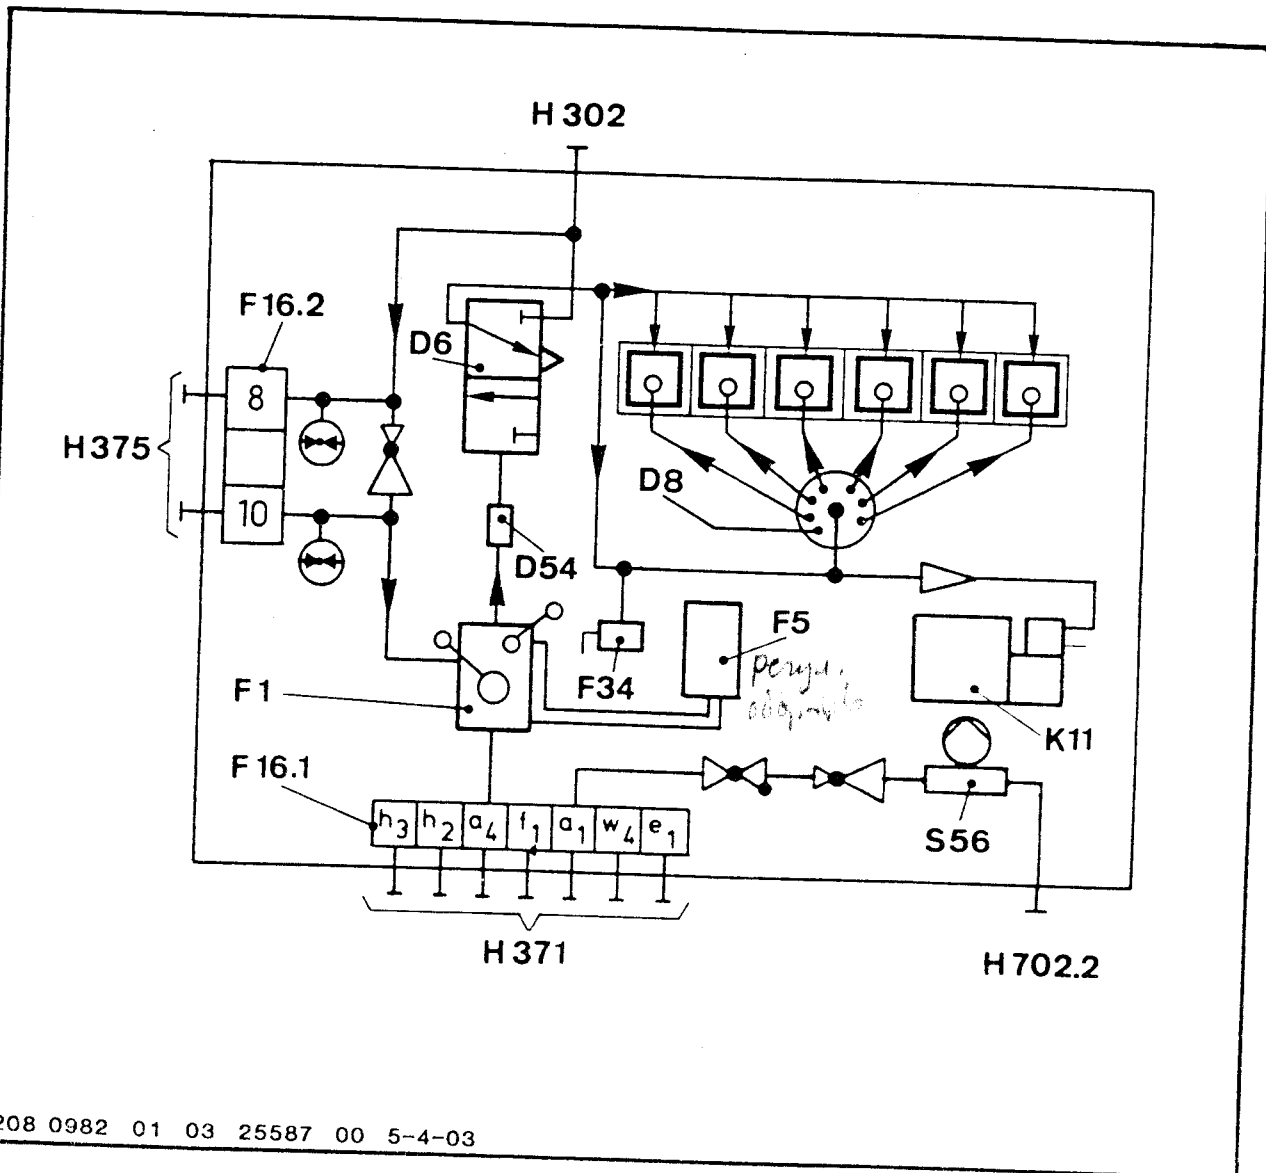 H 302
F 16.2
D6
8
H 375
D8
10
D54
F5
регул.
F34
F1
K11
F 16.1
h3 h2 a4 f1 a1 w4 e1
S56
H 371
H 702.2
208 0982 01 03 25587 00 5-4-03